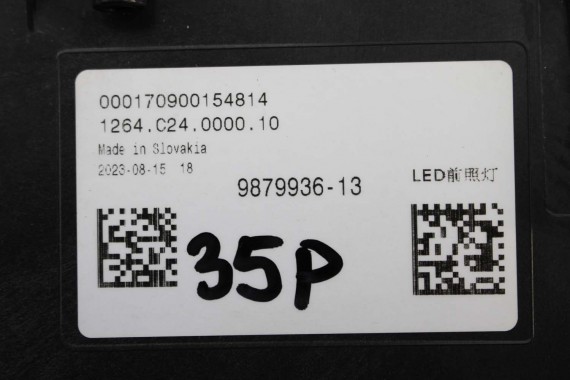 000170900154814
1264.C24.0000.10
Made in Slovakia
2023-08-15 18
9879936-13
LED前照灯
35P